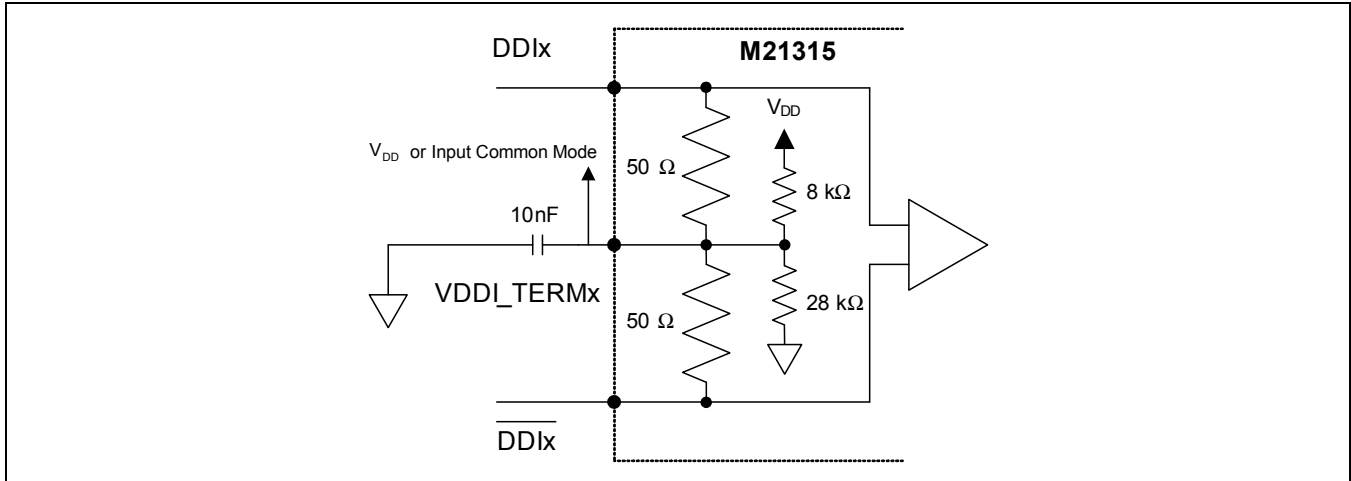 DDIx
M21315
VDD
VDD or Input Common Mode
50 Ω
8 kΩ
10nF
VDDI_TERMx
28 kΩ
50 Ω
DDIx